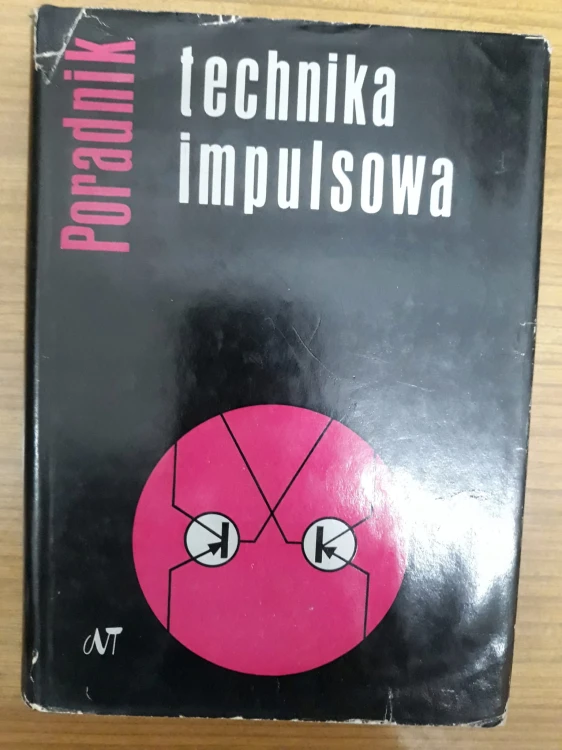 Poradnik
technika
impulsowa
WNT